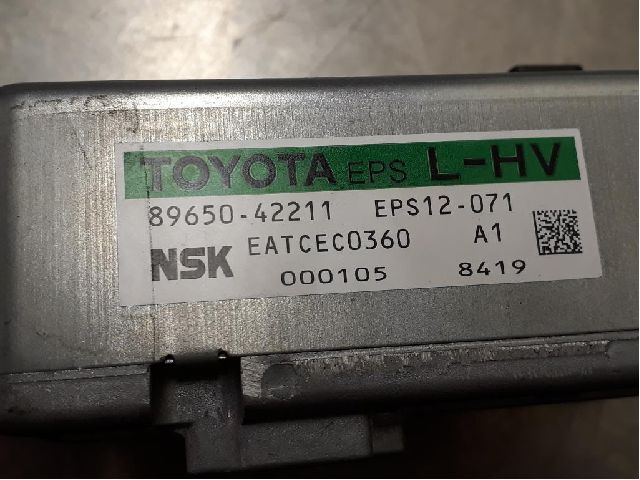 TOYOTA EPS L-HV
89650-42211 EPS12-071
NSK EATCEC0360 A1
000105 8419